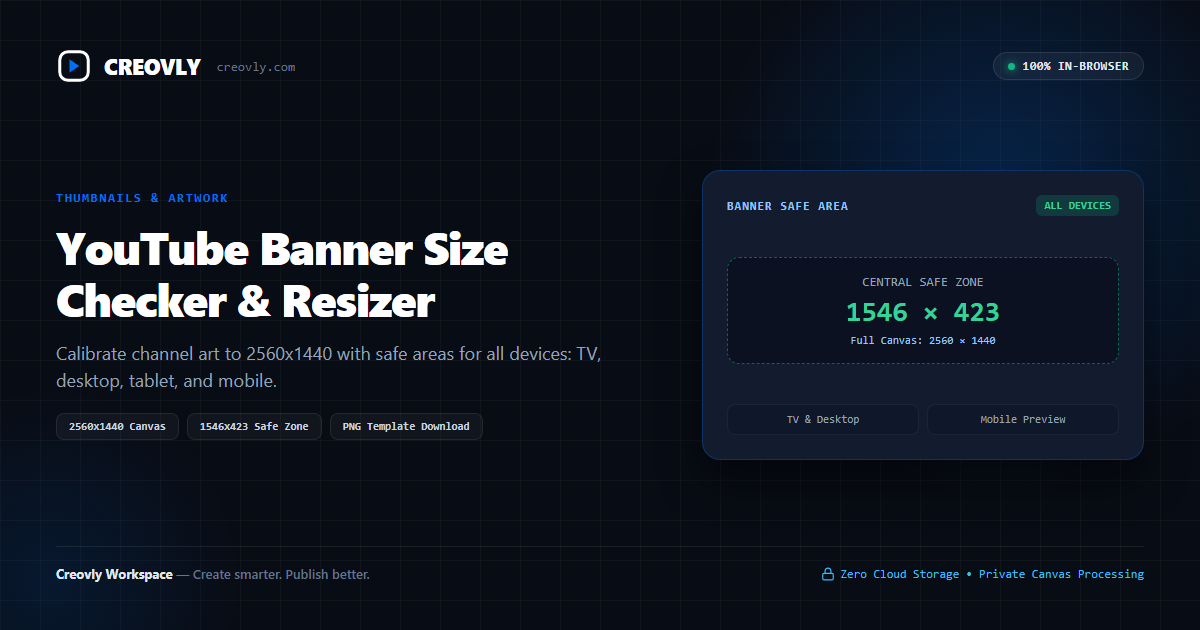 CREOVLY creovly.com
100% IN-BROWSER
THUMBNAILS & ARTWORK
YouTube Banner Size
Checker & Resizer
Calibrate channel art to 2560x1440 with safe areas for all devices: TV,
desktop, tablet, and mobile.
2560x1440 Canvas
1546x423 Safe Zone
PNG Template Download
BANNER SAFE AREA
ALL DEVICES
CENTRAL SAFE ZONE
1546 × 423
Full Canvas: 2560 × 1440
TV & Desktop
Mobile Preview
Creovly Workspace — Create smarter. Publish better.
Zero Cloud Storage • Private Canvas Processing